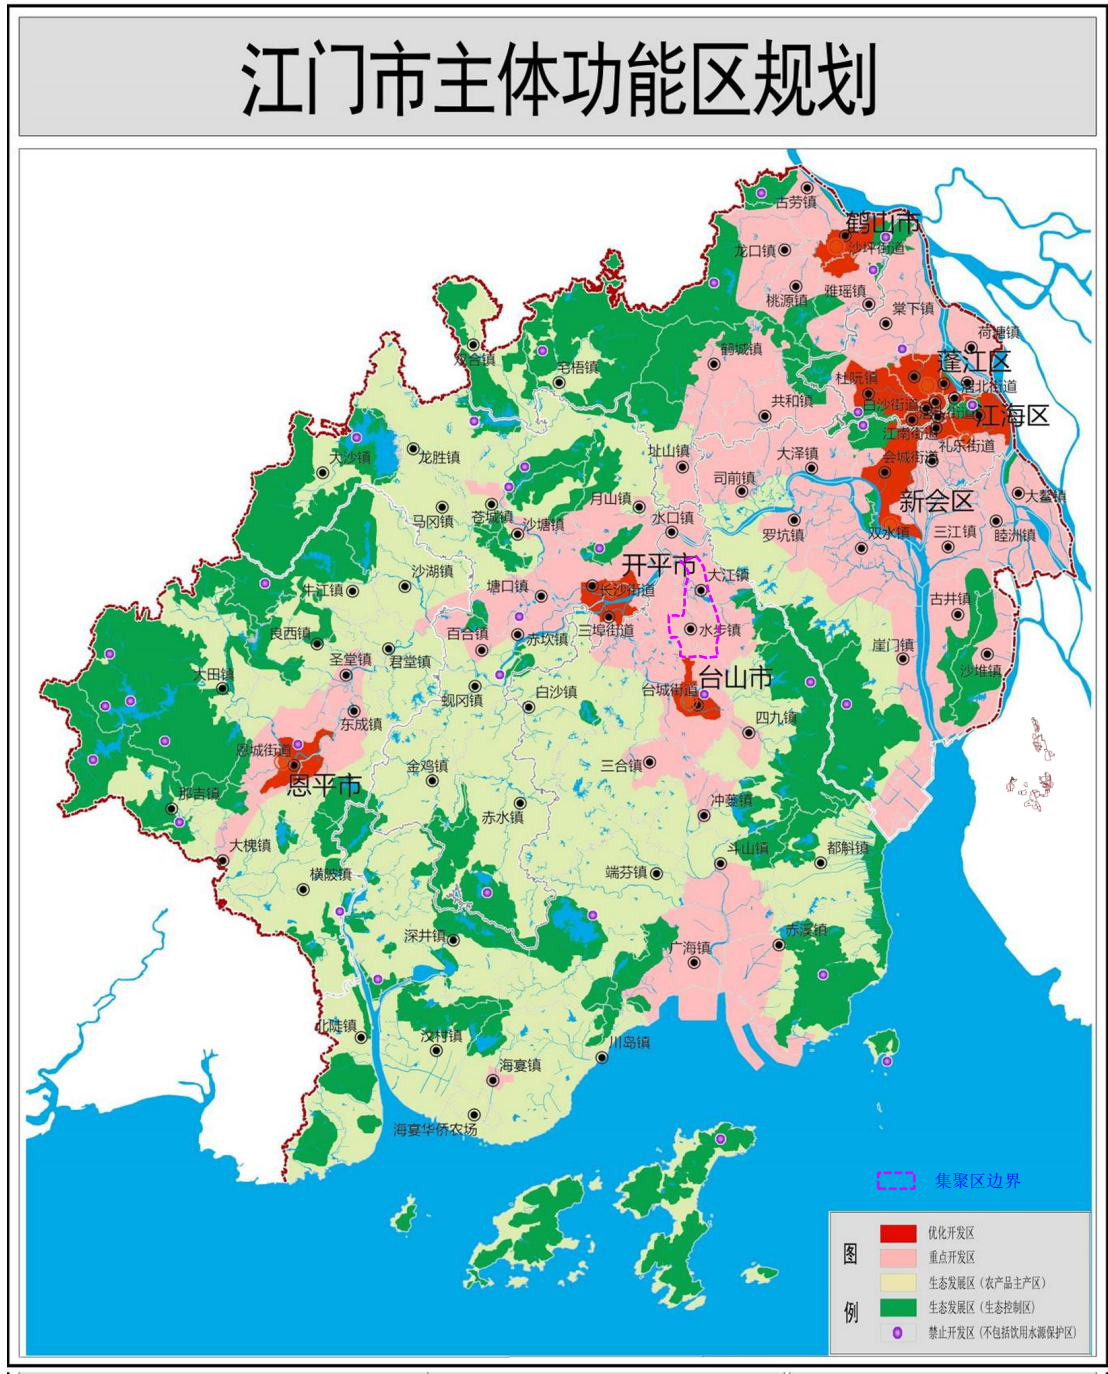 江门市主体功能区规划
古劳镇
鹤山市
沙坪街道
龙口镇
桃源镇
雅瑶镇
棠下镇
荷塘镇
双合镇
宅梧镇
鹤城镇
蓬江区
杜阮镇
潮北街道
白沙街道
江海区
共和镇
江南街道
礼乐街道
大沙镇
龙胜镇
址山镇
大泽镇
会城街道
司前镇
新会区
大鳌镇
月山镇
马冈镇
苍城镇
沙塘镇
水口镇
罗坑镇
双水镇
三江镇
睦洲镇
开平市
大江镇
沙湖镇
牛江镇
塘口镇
长沙街道
古井镇
三埠街道
水步镇
良西镇
百合镇
赤坎镇
崖门镇
圣堂镇
君堂镇
沙堆镇
大田镇
台山市
台城街道
蚬冈镇
白沙镇
东成镇
四九镇
恩城街道
恩平市
金鸡镇
三合镇
那吉镇
赤水镇
冲蒌镇
大槐镇
斗山镇
都斛镇
横陂镇
端芬镇
深井镇
赤溪镇
广海镇
北陡镇
汶村镇
川岛镇
海宴镇
海宴华侨农场
集聚区边界
图例
优化开发区
重点开发区
生态发展区（农产品主产区）
生态发展区（生态控制区）
禁止开发区（不包括饮用水源保护区）